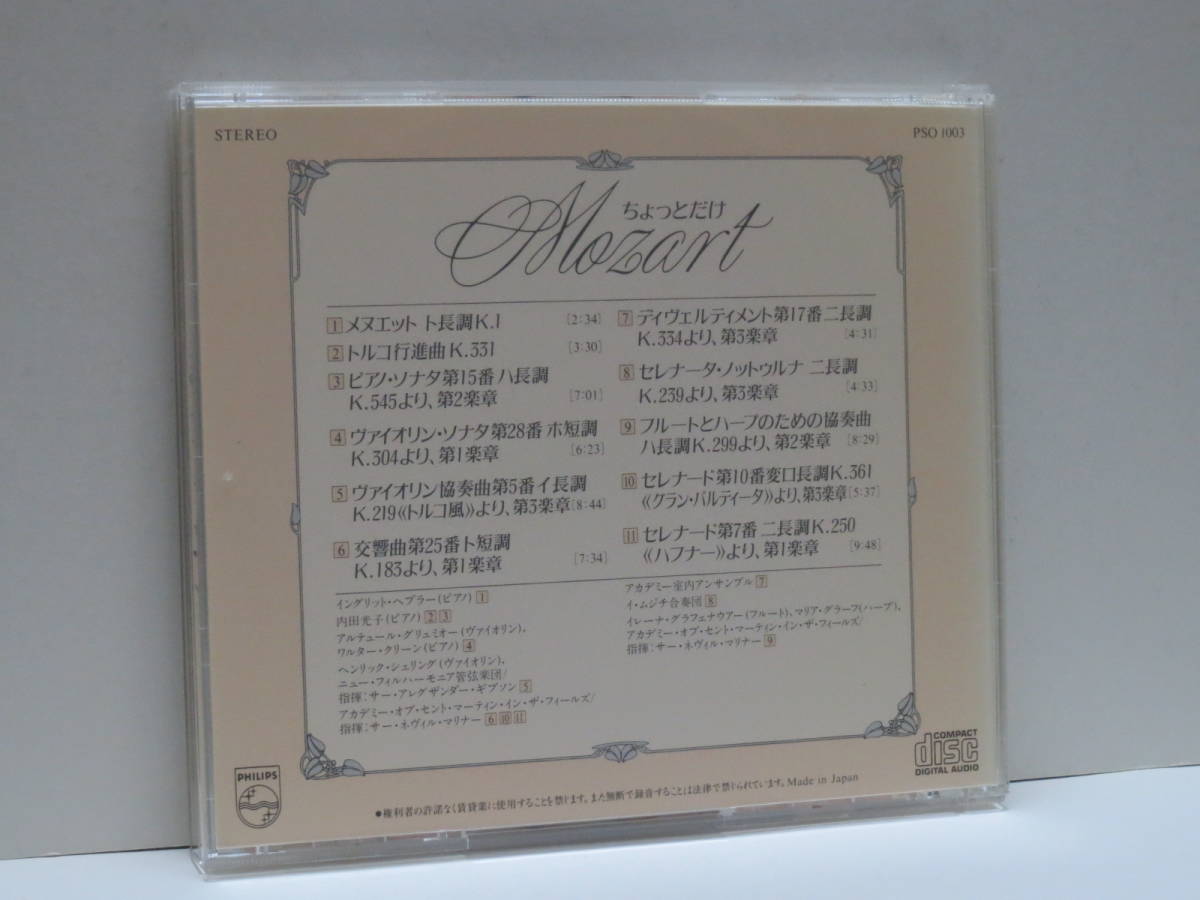 STEREO
PSO 1003
ちょっとだけ
Mozart
1 メヌエット ト長調K.1 [2:34]
2 トルコ行進曲K.331 [3:30]
3 ピアノ・ソナタ第15番 ハ長調
K.545より、第2楽章 [7:01]
4 ヴァイオリン・ソナタ第28番 ホ短調
K.304より、第1楽章 [6:23]
5 ヴァイオリン協奏曲第5番イ長調
K.219《トルコ風》より、第3楽章 [8:44]
6 交響曲第25番ト短調
K.183より、第1楽章 [7:34]
7 ディヴェルティメント第17番ニ長調
K.334より、第3楽章 [4:31]
8 セレナータ・ノットゥルナ ニ長調
K.239より、第3楽章 [4:33]
9 フルートとハープのための協奏曲
ハ長調K.299より、第2楽章 [8:29]
10 セレナード第10番変ロ長調K.361
《グラン・パルティータ》より、第3楽章 [5:37]
11 セレナード第7番 ニ長調K.250
《ハフナー》より、第1楽章 [9:48]
イングリット・ヘブラー(ピアノ) 1
内田光子(ピアノ) 2 3
アルテュール・グリュミオー(ヴァイオリン),
ワルター・クリーン(ピアノ) 4
ヘンリック・シェリング(ヴァイオリン),
ニュー・フィルハーモニア管弦楽団/
指揮:サー・アレグザンダー・ギブソン 5
アカデミー・オブ・セント・マーティン・イン・ザ・フィールズ/
指揮:サー・ネヴィル・マリナー 6 10 11
アカデミー室内アンサンブル 7
イ・ムジチ合奏団 8
イレーナ・グラフェナウアー(フルート),マリア・グラーフ(ハープ),
アカデミー・オブ・セント・マーティン・イン・ザ・フィールズ/
指揮:サー・ネヴィル・マリナー 9
PHILIPS
●権利者の許諾なく賃貸業に使用することを禁じます。また無断で録音することは法律で禁じられています。Made in Japan
COMPACT
disc
DIGITAL AUDIO